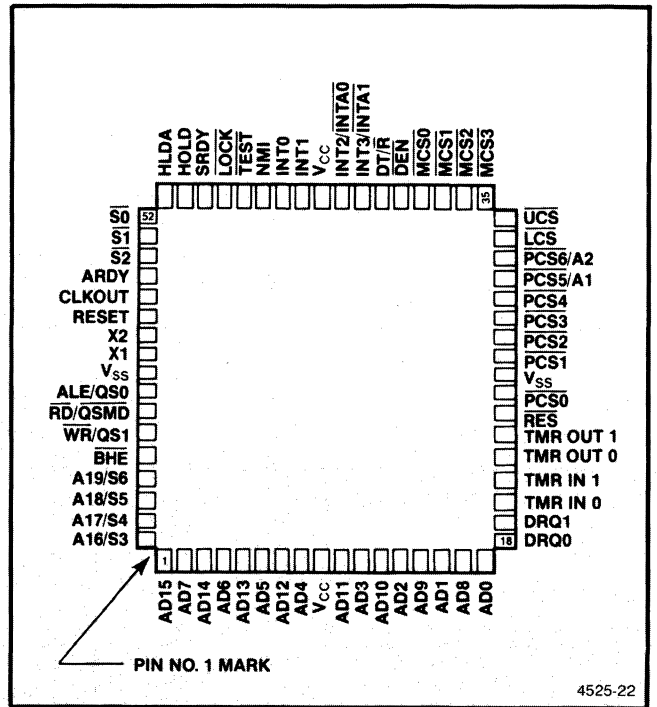 HLDA
HOLD
SRDY
LOCK
TEST
NMI
INT0
INT1
VCC
INT2/INTA0
INT3/INTA1
DT/R
DEN
MCS0
MCS1
MCS2
MCS3
35
S0
52
S1
S2
ARDY
CLKOUT
RESET
X2
X1
VSS
ALE/QS0
RD/QSMD
WR/QS1
BHE
A19/S6
A18/S5
A17/S4
A16/S3
UCS
LCS
PCS6/A2
PCS5/A1
PCS4
PCS3
PCS2
PCS1
VSS
PCS0
RES
TMR OUT 1
TMR OUT 0
TMR IN 1
TMR IN 0
DRQ1
18
DRQ0
1
AD15
AD7
AD14
AD6
AD13
AD5
AD12
AD4
VCC
AD11
AD3
AD10
AD2
AD9
AD1
AD8
AD0
PIN NO. 1 MARK
4525-22